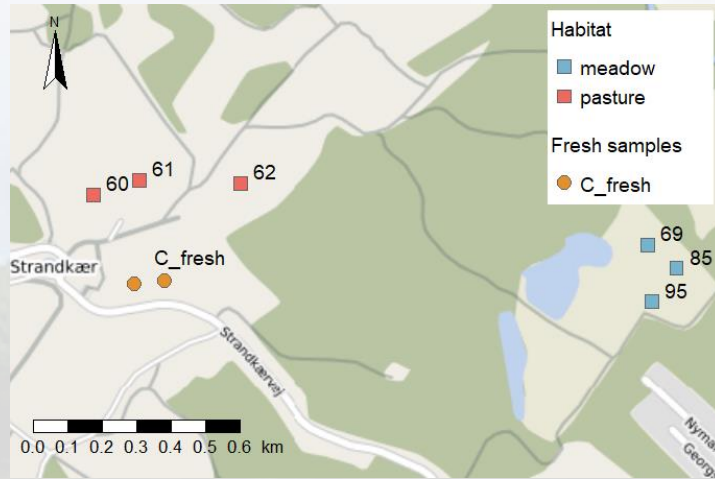 N
Habitat
meadow
pasture
Fresh samples
C_fresh
60
61
62
69
85
95
C_fresh
Strandkær
Strandkærvej
0.0 0.1 0.2 0.3 0.4 0.5 0.6 km